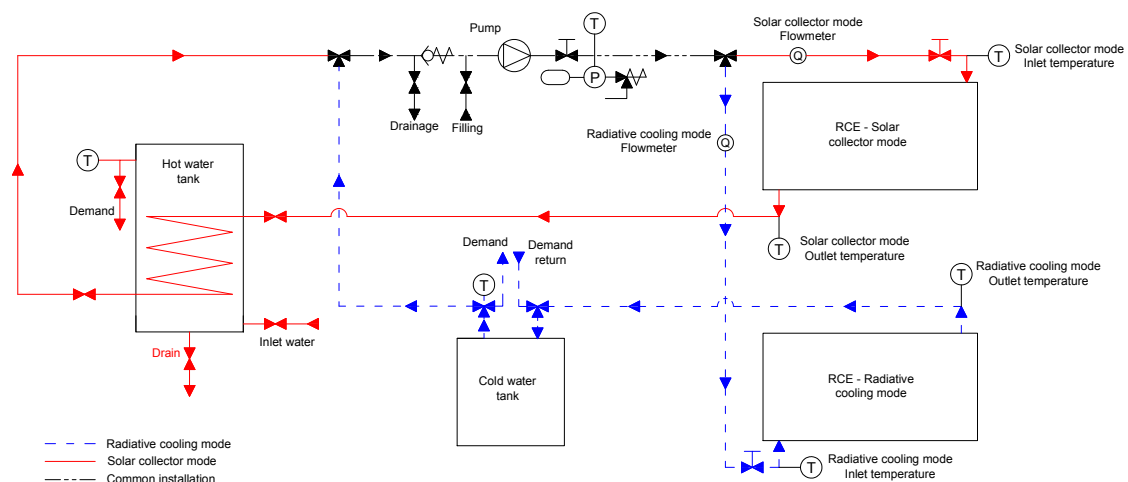 Solar collector mode
Flowmeter
Pump
T
Q
T
Solar collector mode
Inlet temperature
P
Drainage
Filling
Radiative cooling mode
Flowmeter
Q
RCE - Solar
collector mode
T
Hot water
tank
Demand
T
Solar collector mode
Outlet temperature
Demand
Demand
return
T
T
Radiative cooling mode
Outlet temperature
Inlet water
Drain
Cold water
tank
RCE - Radiative
cooling mode
T
Radiative cooling mode
Inlet temperature
Radiative cooling mode
Solar collector mode
Common installation